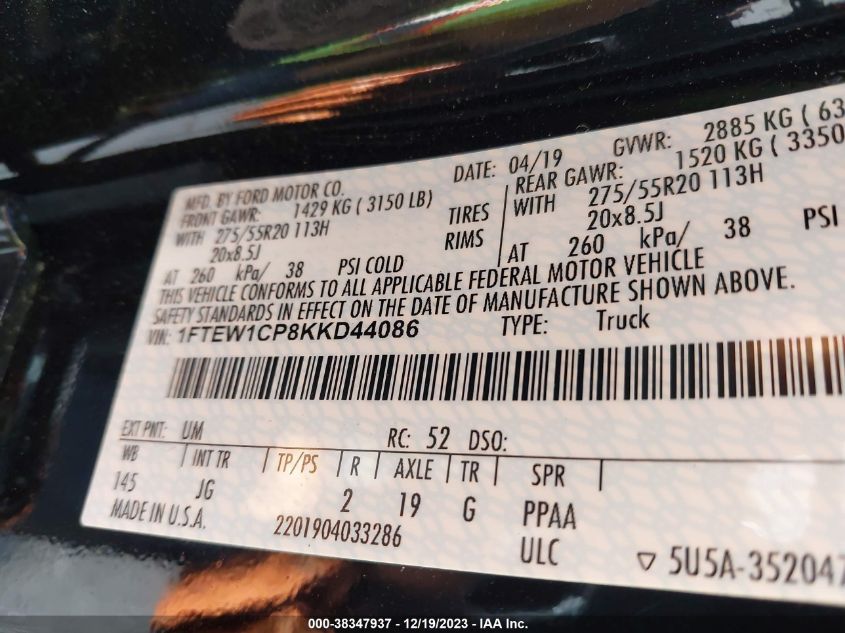 MFD. BY FORD MOTOR CO.
DATE: 04/19
GVWR: 2885 KG ( 63
FRONT GAWR: 1429 KG ( 3150 LB)
REAR GAWR: 1520 KG ( 3350
WITH 275/55R20 113H
TIRES
WITH 275/55R20 113H
20x8.5J
RIMS
20x8.5J
AT 260 kPa/ 38 PSI COLD
AT 260 kPa/ 38 PSI
THIS VEHICLE CONFORMS TO ALL APPLICABLE FEDERAL MOTOR VEHICLE
SAFETY STANDARDS IN EFFECT ON THE DATE OF MANUFACTURE SHOWN ABOVE.
VIN: 1FTEW1CP8KKD44086
TYPE: Truck
EXT PNT: UM
RC: 52 DSO:
WB | INT TR | TP/PS | R | AXLE | TR | SPR |
145 JG 2 19 G PPAA
MADE IN U.S.A.
2201904033286
ULC
▽ 5U5A-352047
000-38347937 - 12/19/2023 - IAA Inc.